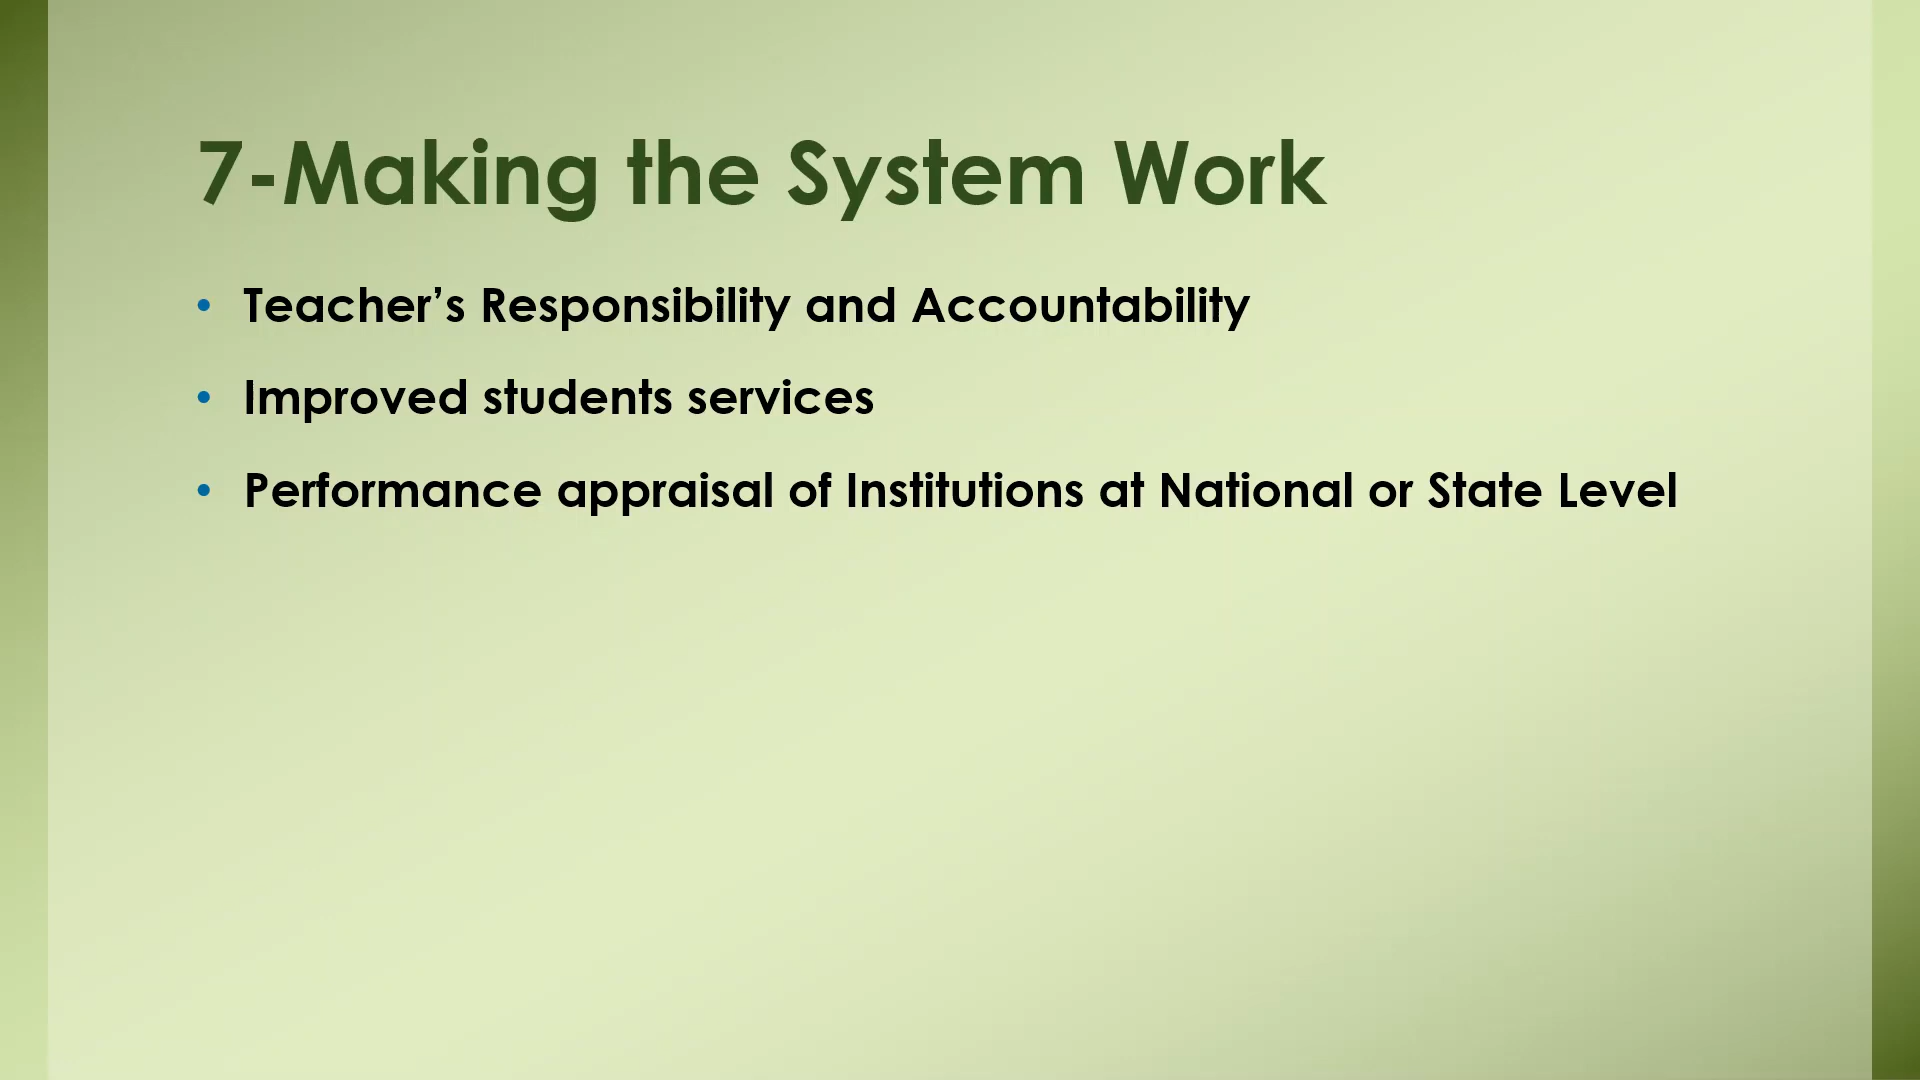 7-Making the System Work
• Teacher’s Responsibility and Accountability
• Improved students services
• Performance appraisal of Institutions at National or State Level